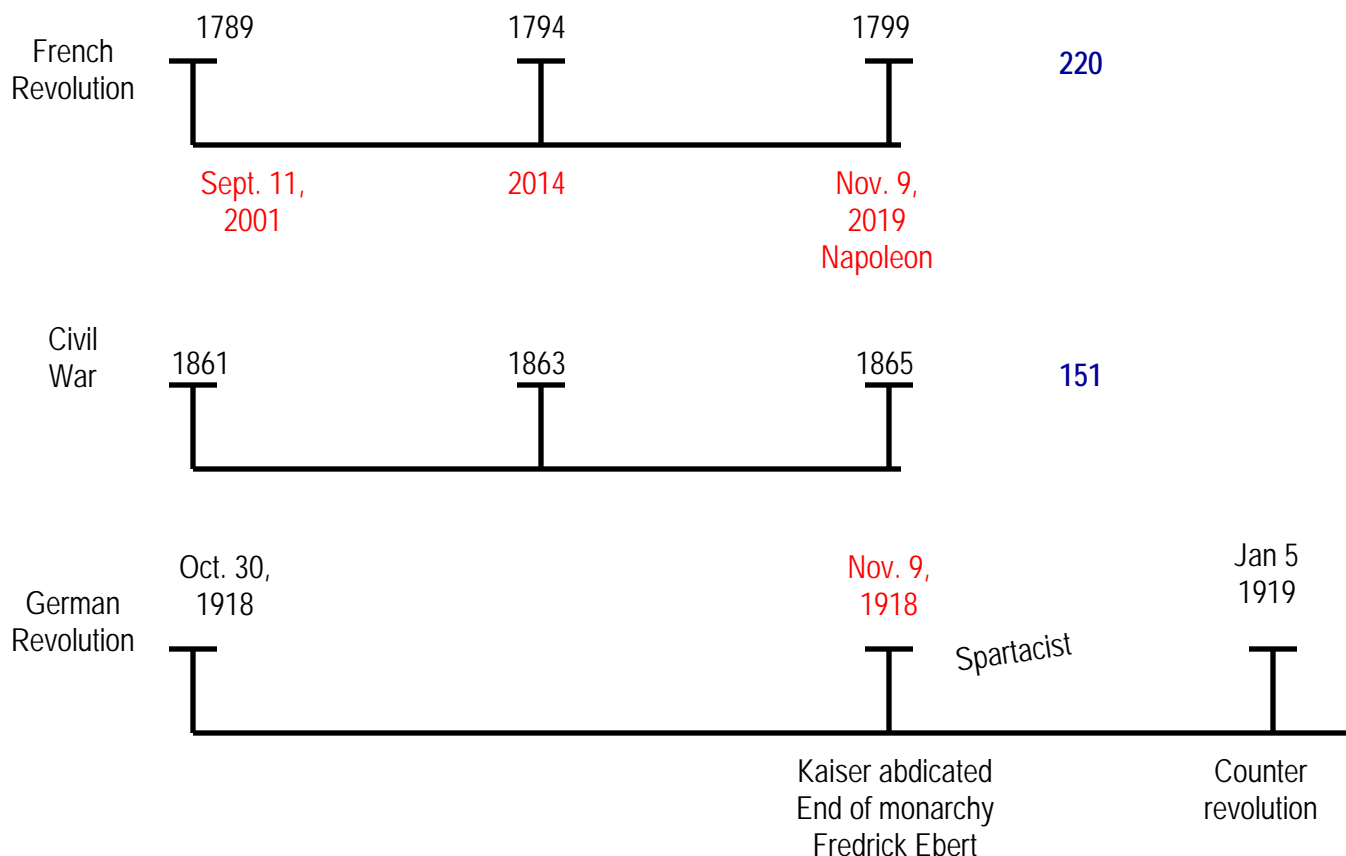 French
Revolution
1789
1794
1799
220
Sept. 11,
2001
2014
Nov. 9,
2019
Napoleon
Civil
War
1861
1863
1865
151
German
Revolution
Oct. 30,
1918
Nov. 9,
1918
Spartacist
Jan 5
1919
Kaiser abdicated
End of monarchy
Fredrick Ebert
Counter
revolution